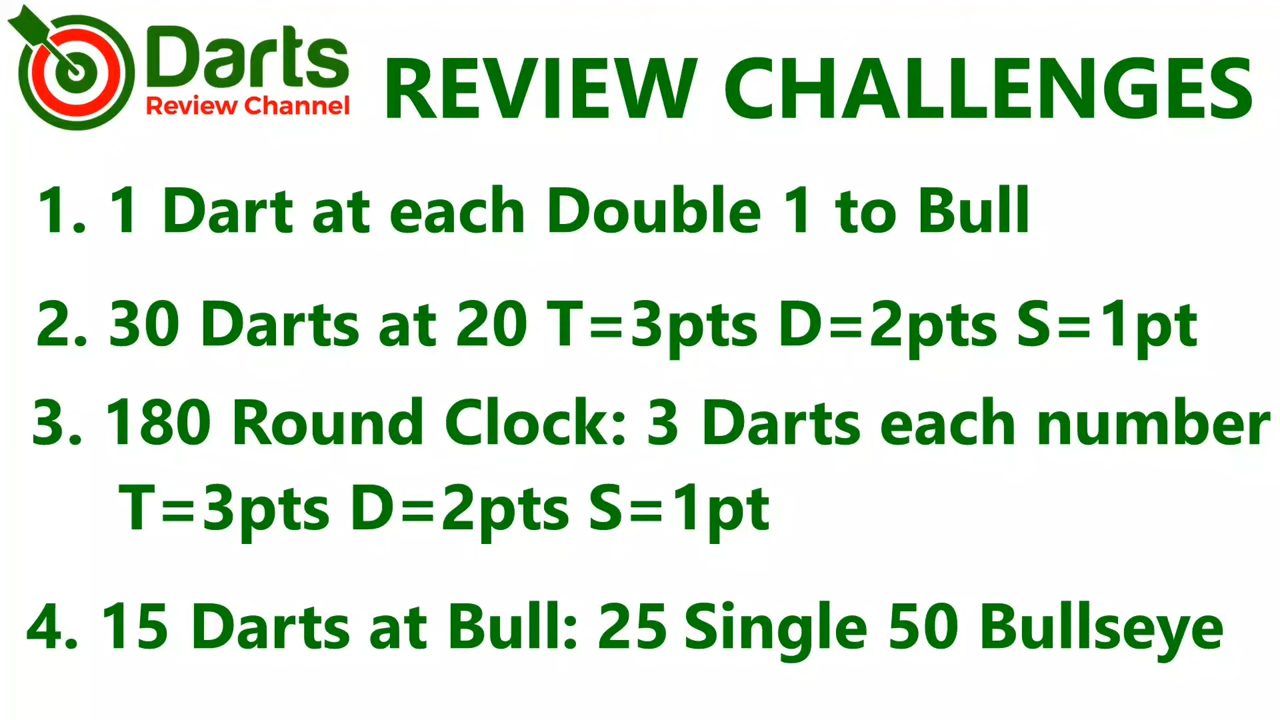 Darts
Review Channel
REVIEW CHALLENGES
1. 1 Dart at each Double 1 to Bull
2. 30 Darts at 20 T=3pts D=2pts S=1pt
3. 180 Round Clock: 3 Darts each number
T=3pts D=2pts S=1pt
4. 15 Darts at Bull: 25 Single 50 Bullseye